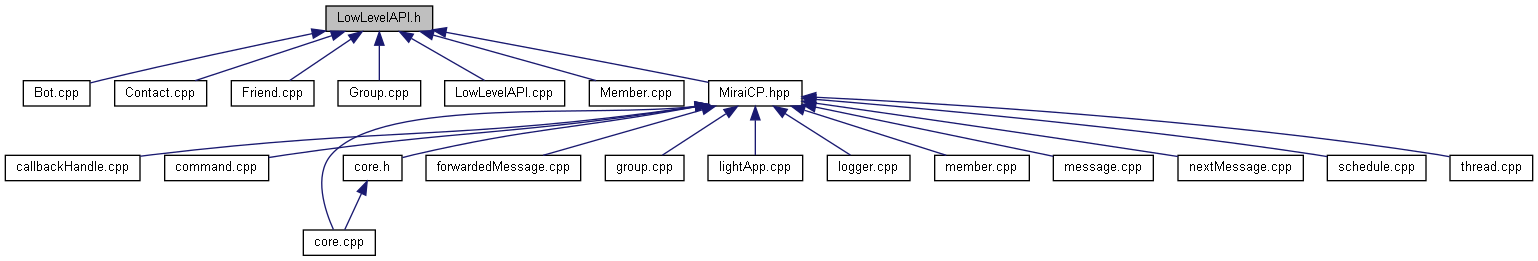 LowLevelAPI.h
Bot.cpp
Contact.cpp
Friend.cpp
Group.cpp
LowLevelAPI.cpp
Member.cpp
MiraiCP.hpp
callbackHandle.cpp
command.cpp
core.h
forwardedMessage.cpp
group.cpp
lightApp.cpp
logger.cpp
member.cpp
message.cpp
nextMessage.cpp
schedule.cpp
thread.cpp
core.cpp